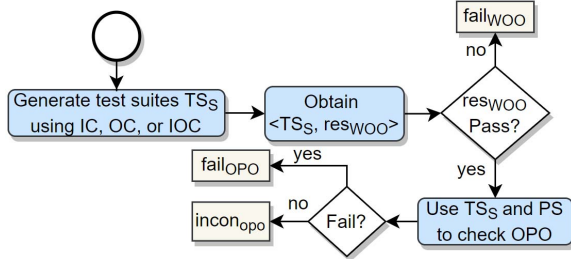 fail_WOO
no
Generate test suites TS_S
using IC, OC, or IOC
Obtain
<TS_S, res_WOO>
res_WOO
Pass?
yes
fail_OPO
yes
no
incon_opo
Fail?
Use TS_S and PS
to check OPO